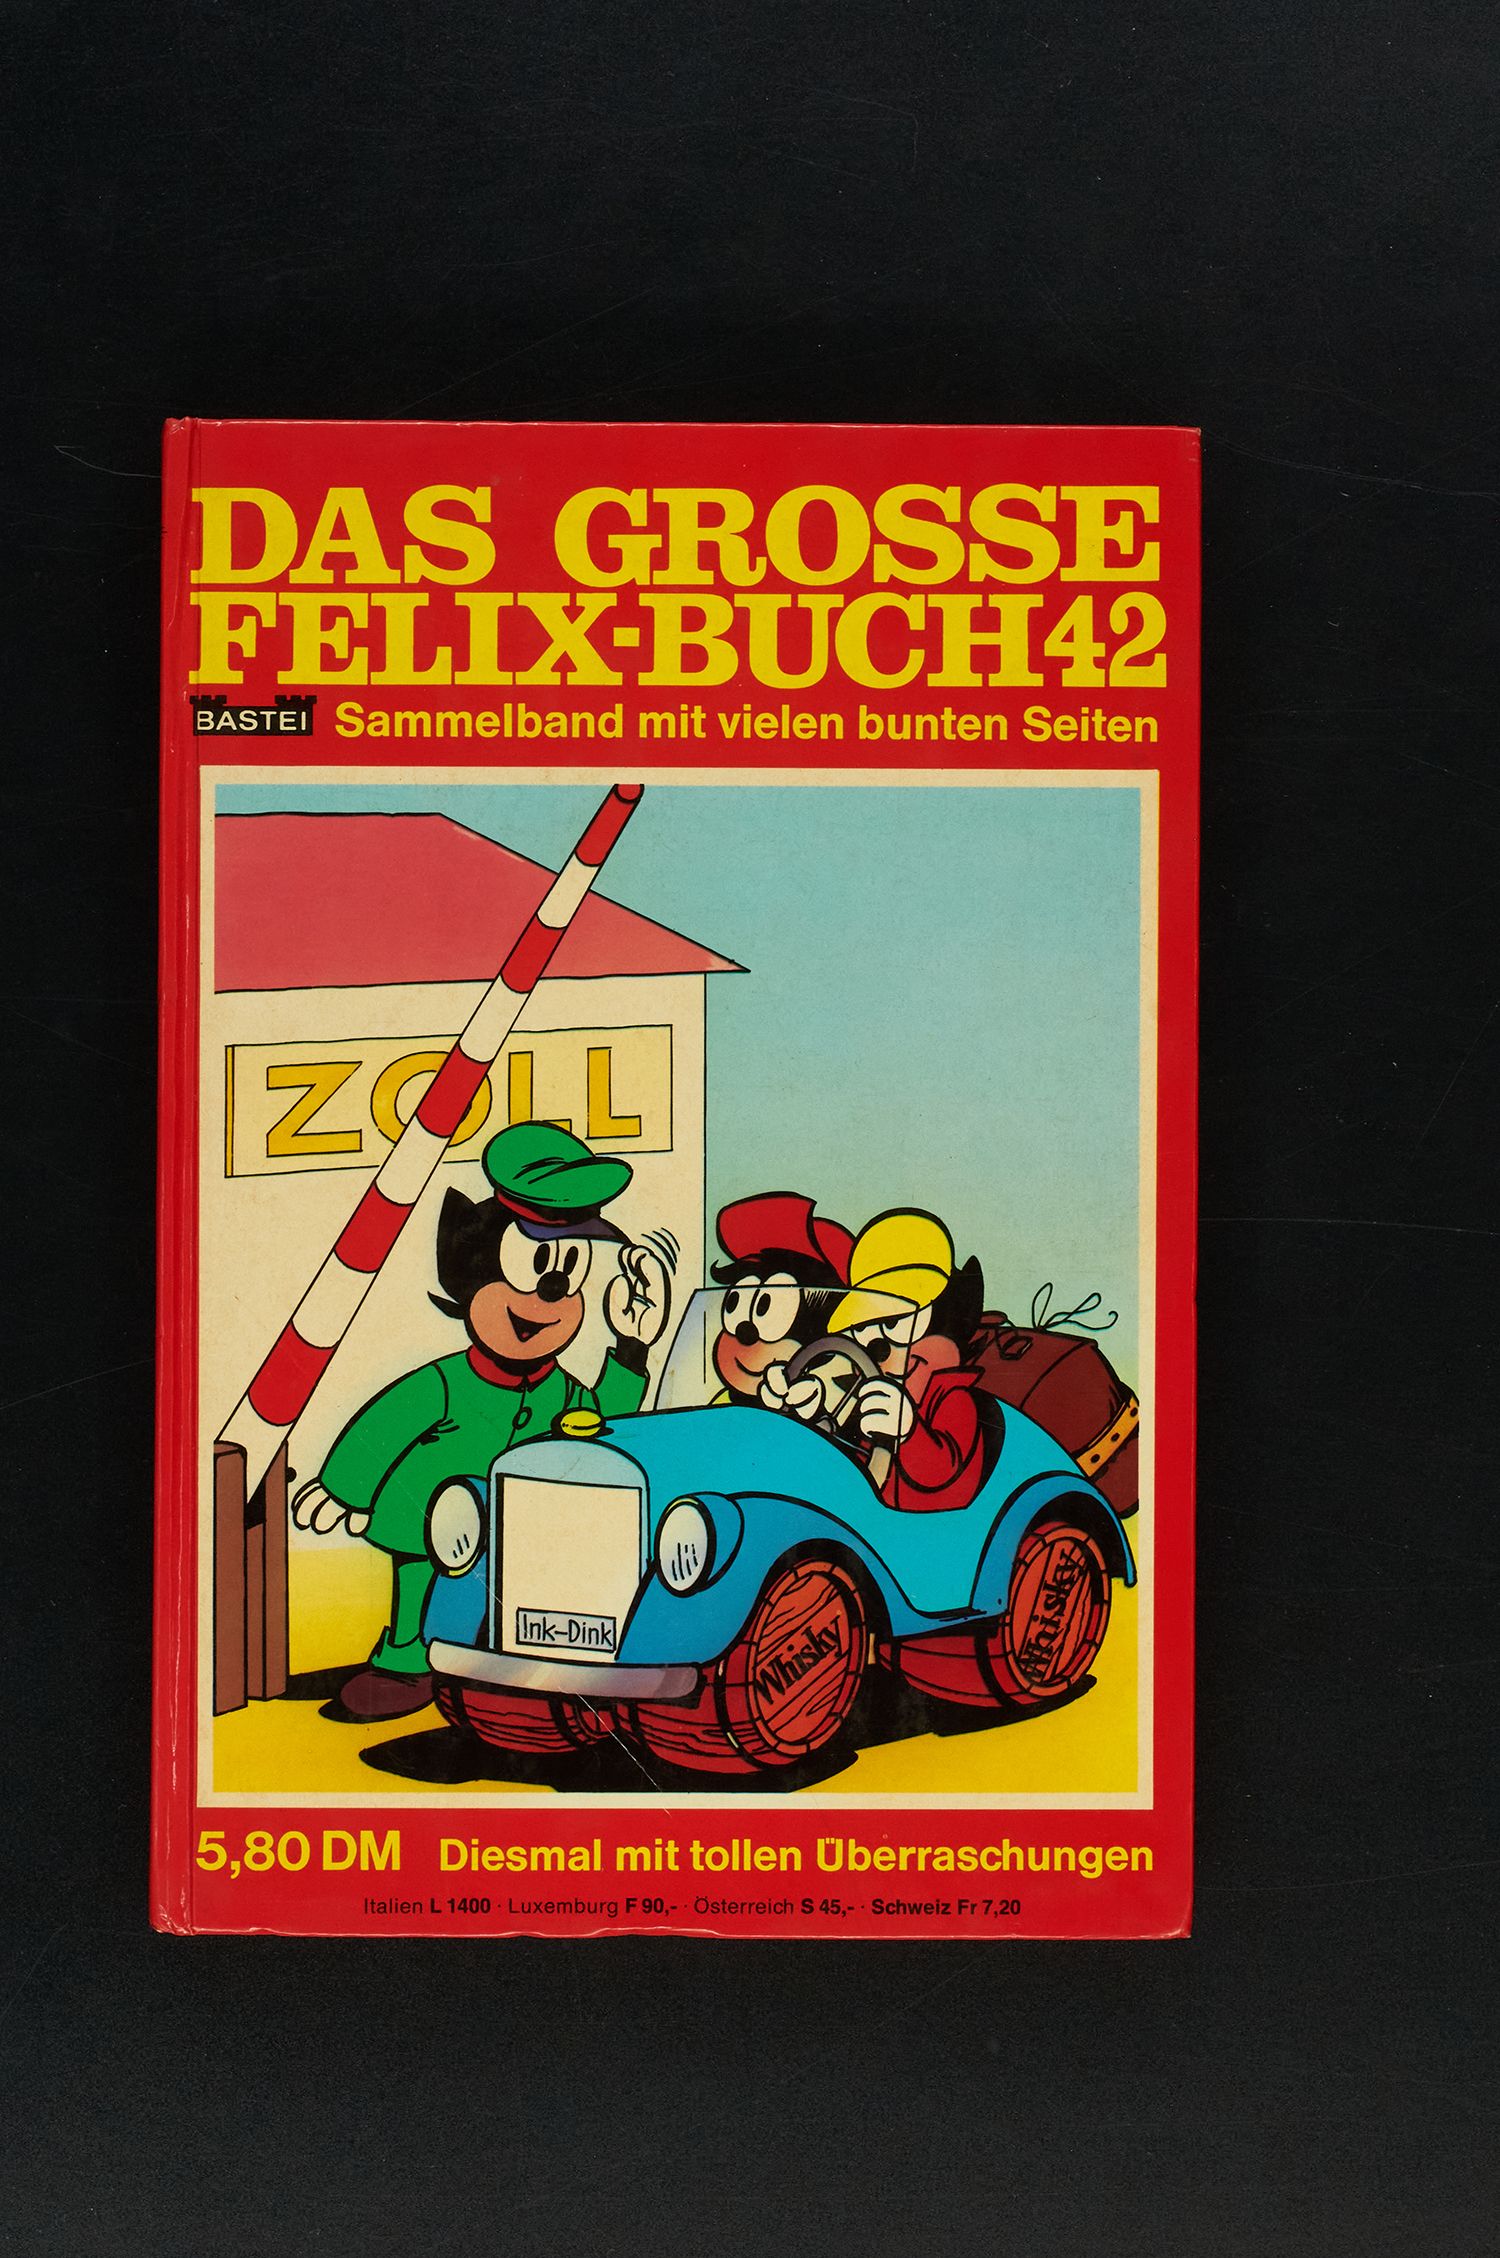 DAS GROSSE
FELIX-BUCH 42
BASTEI Sammelband mit vielen bunten Seiten
ZOLL
Ink-Dink
Whisky
Whisky
5,80 DM Diesmal mit tollen Überraschungen
Italien L 1400 · Luxemburg F 90,- · Österreich S 45,- · Schweiz Fr 7,20